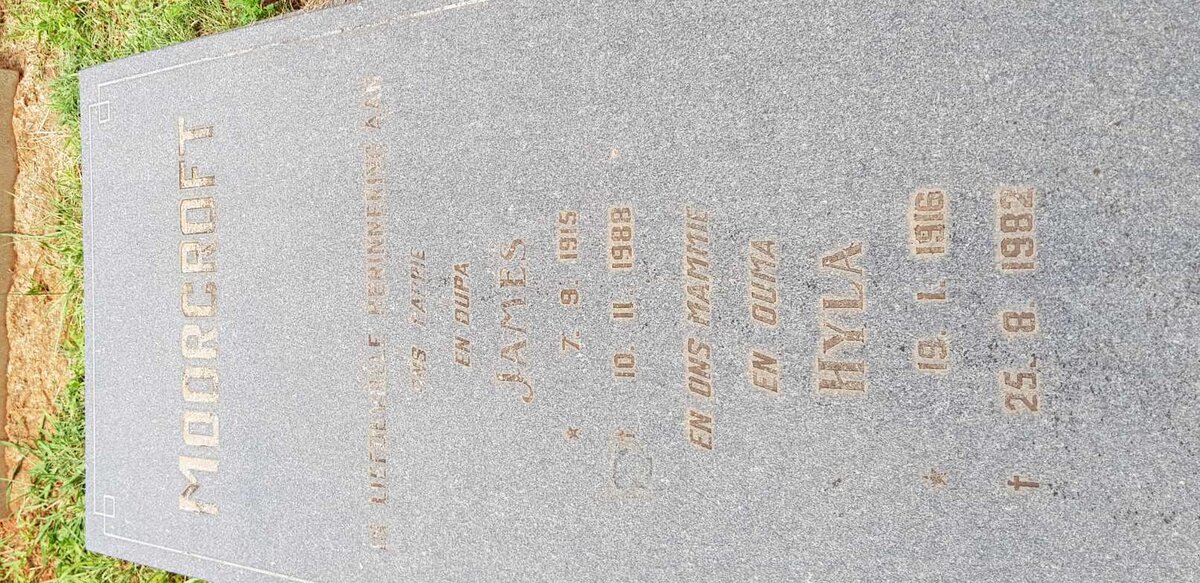 MOORCROFT
IN LIEFDEVOLLE HERINNERING AAN
ONS PAPPIE
EN OUPA
JAMES
* 7. 9. 1915
† 10. 11. 1988
EN ONS MAMMIE
EN OUMA
HYLA
* 19. 1. 1916
† 25. 8. 1982